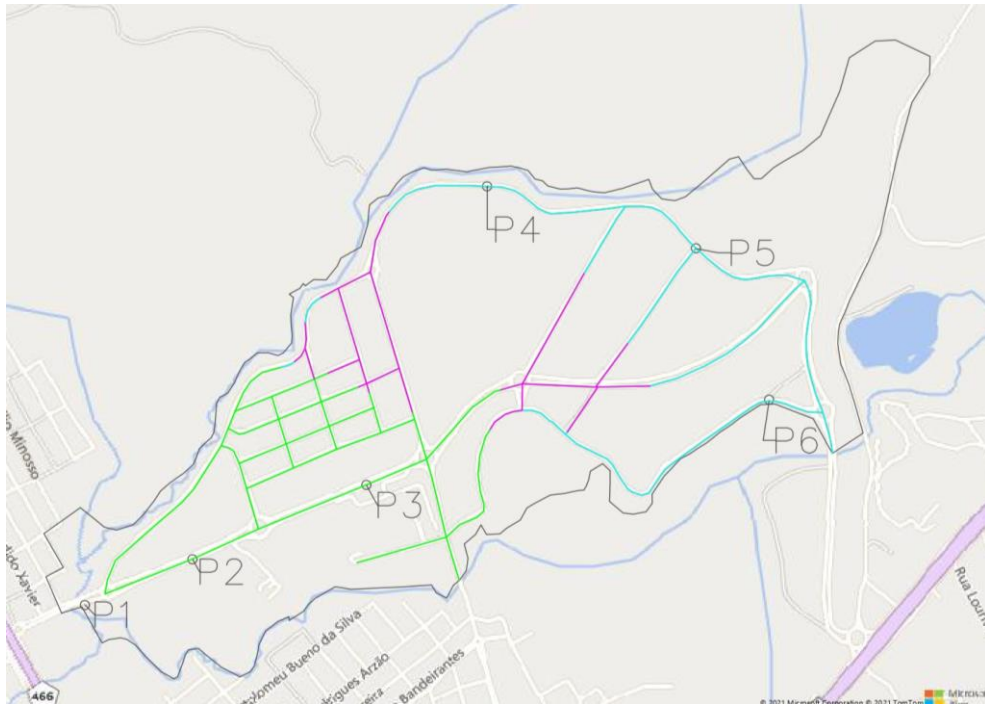 P4
P5
P6
P3
P2
P1
Minosso
Xavier
Bueno da Silva
Arzão
Bandeirantes
466
Rua
© 2021 Microsoft Corporation © 2021 TomTom